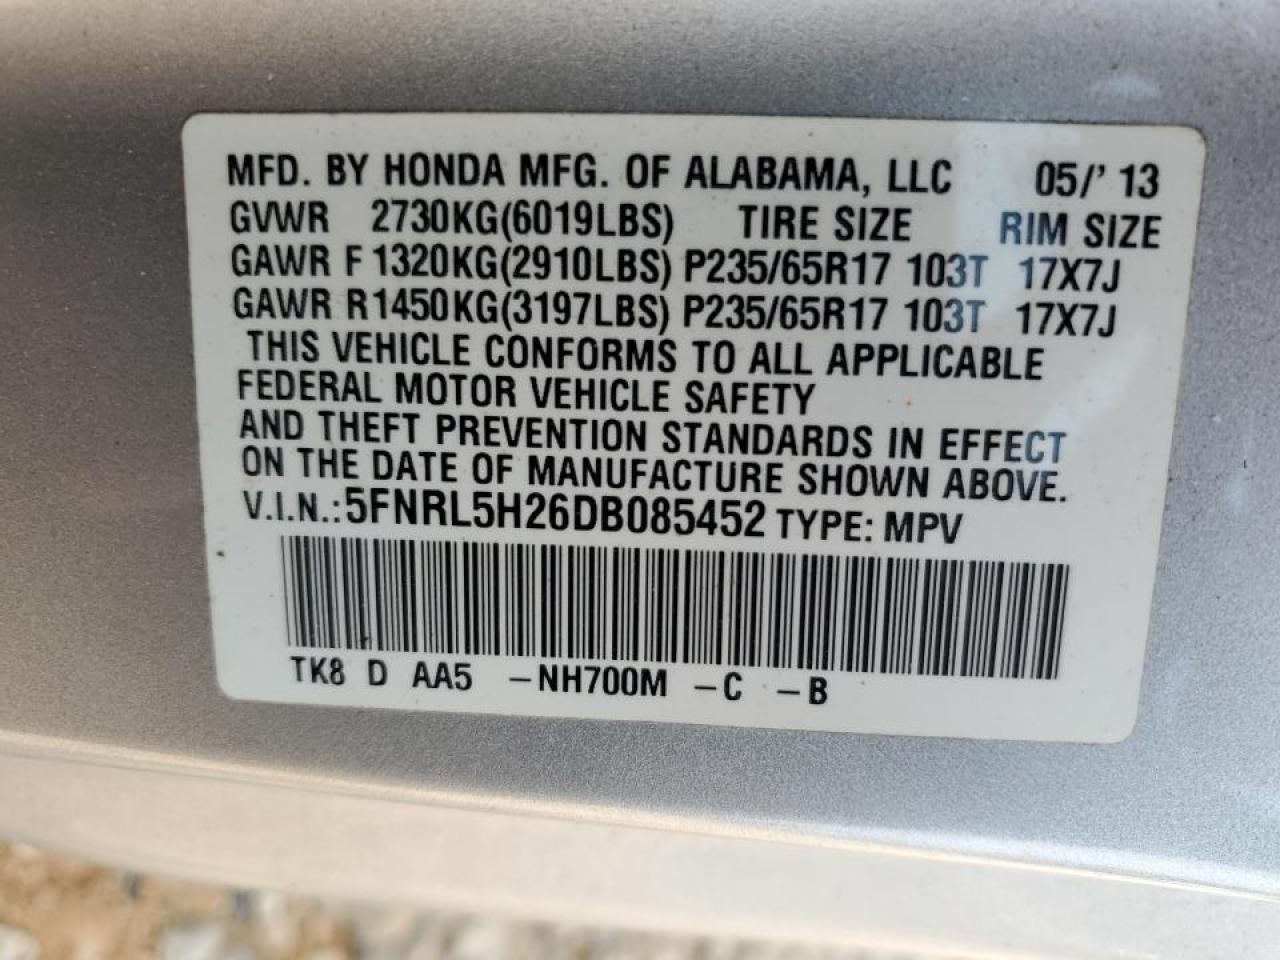 MFD. BY HONDA MFG. OF ALABAMA, LLC 05/' 13
GVWR 2730KG(6019LBS) TIRE SIZE RIM SIZE
GAWR F 1320KG(2910LBS) P235/65R17 103T 17X7J
GAWR R 1450KG(3197LBS) P235/65R17 103T 17X7J
THIS VEHICLE CONFORMS TO ALL APPLICABLE
FEDERAL MOTOR VEHICLE SAFETY
AND THEFT PREVENTION STANDARDS IN EFFECT
ON THE DATE OF MANUFACTURE SHOWN ABOVE.
V.I.N.: 5FNRL5H26DB085452 TYPE: MPV
TK8 D AA5 -NH700M -C -B